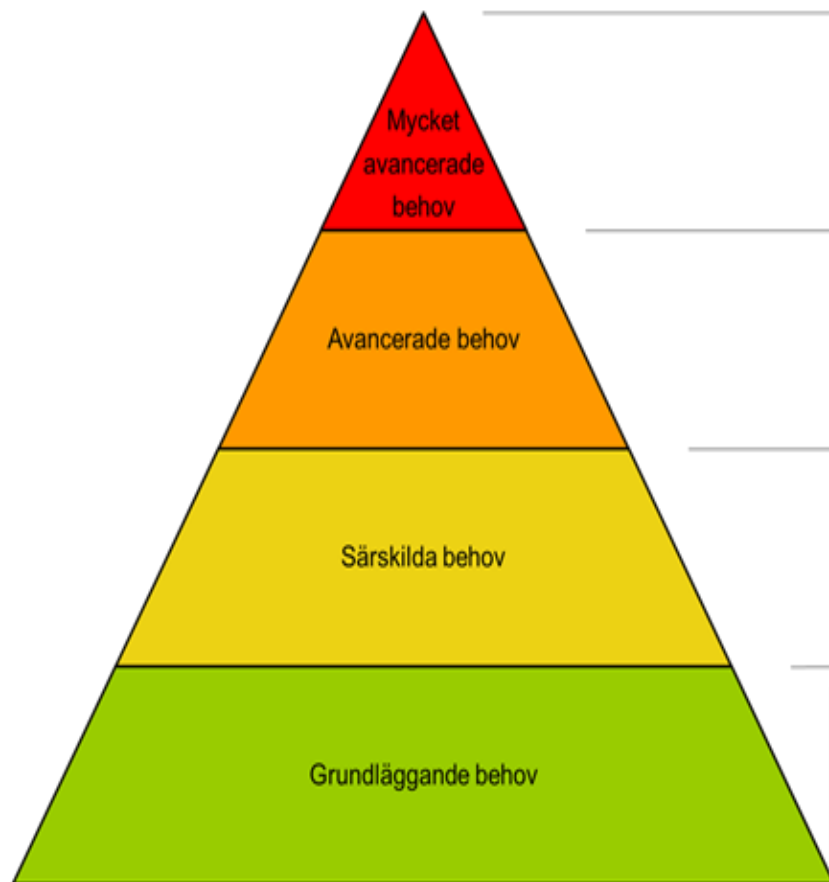 Mycket
avancerade
behov
Avancerade behov
Särskilda behov
Grundläggande behov